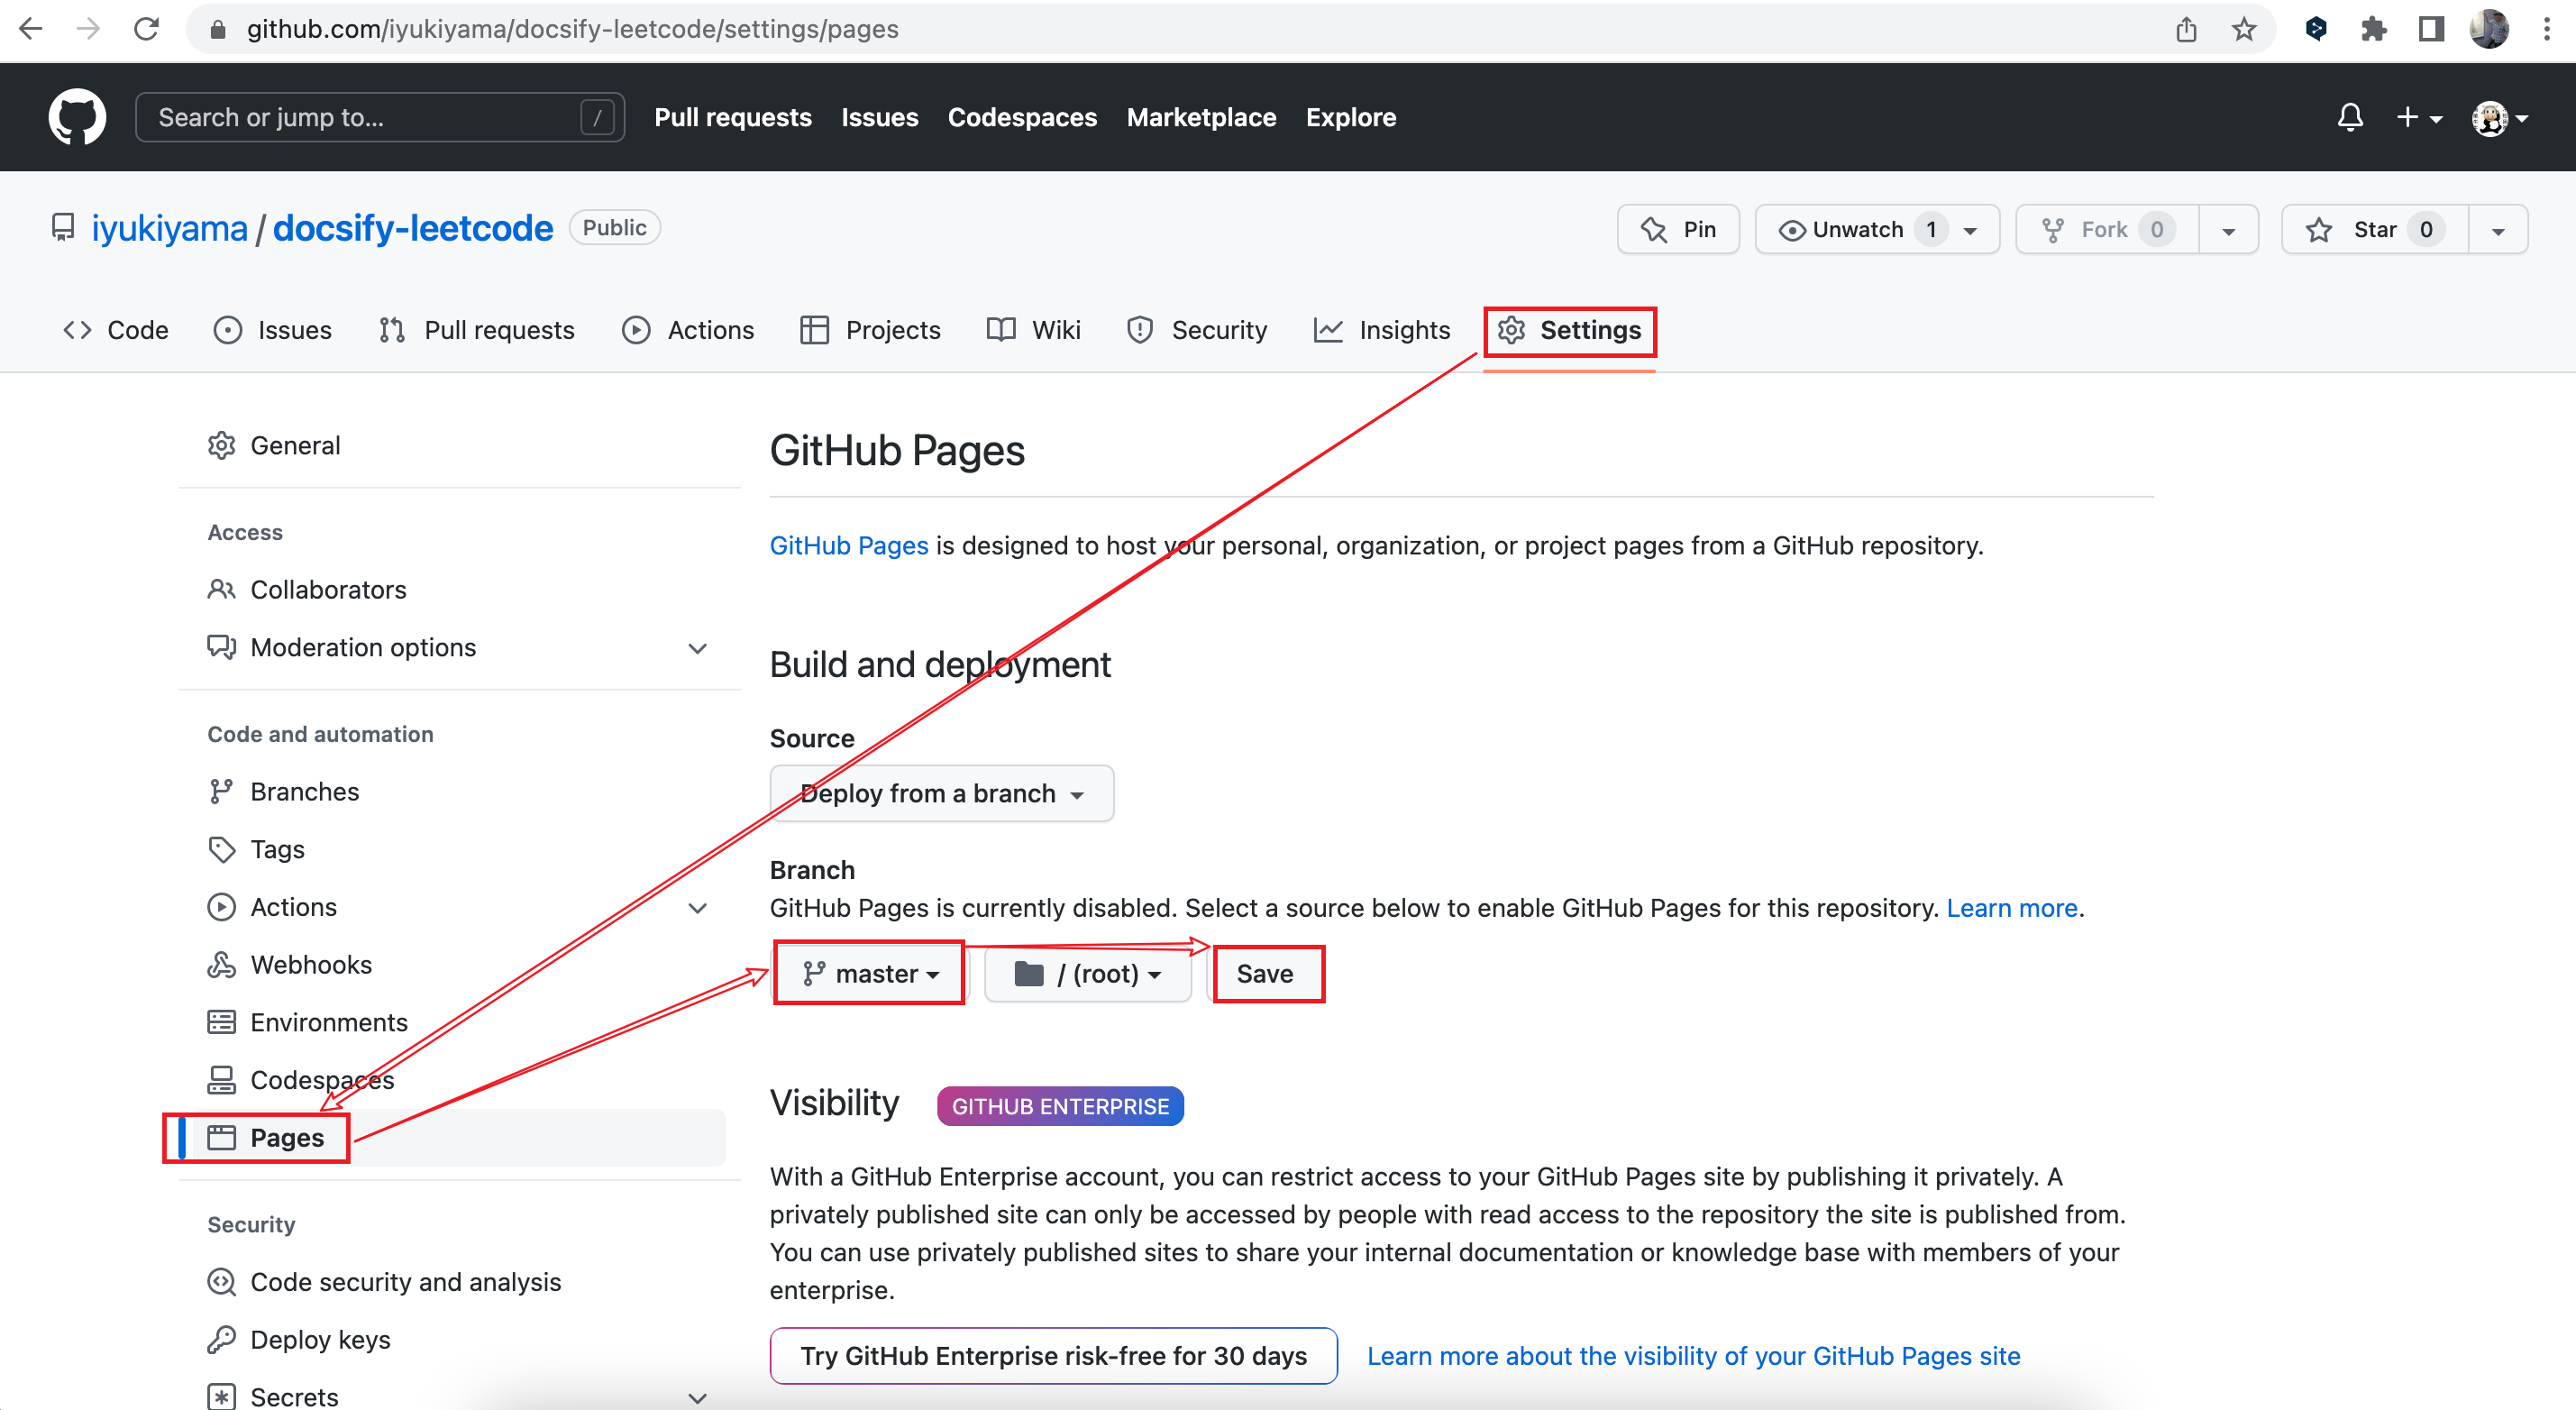 github.com/iyukiyama/docsify-leetcode/settings/pages
Search or jump to... /
Pull requests Issues Codespaces Marketplace Explore
iyukiyama / docsify-leetcode Public
Pin Unwatch 1 Fork 0 Star 0
Code Issues Pull requests Actions Projects Wiki Security Insights Settings
General
Access
Collaborators
Moderation options
Code and automation
Branches
Tags
Actions
Webhooks
Environments
Codespaces
Pages
Security
Code security and analysis
Deploy keys
Secrets
GitHub Pages
GitHub Pages is designed to host your personal, organization, or project pages from a GitHub repository.
Build and deployment
Source
Deploy from a branch
Branch
GitHub Pages is currently disabled. Select a source below to enable GitHub Pages for this repository. Learn more.
master / (root) Save
Visibility GITHUB ENTERPRISE
With a GitHub Enterprise account, you can restrict access to your GitHub Pages site by publishing it privately. A
privately published site can only be accessed by people with read access to the repository the site is published from.
You can use privately published sites to share your internal documentation or knowledge base with members of your
enterprise.
Try GitHub Enterprise risk-free for 30 days Learn more about the visibility of your GitHub Pages site